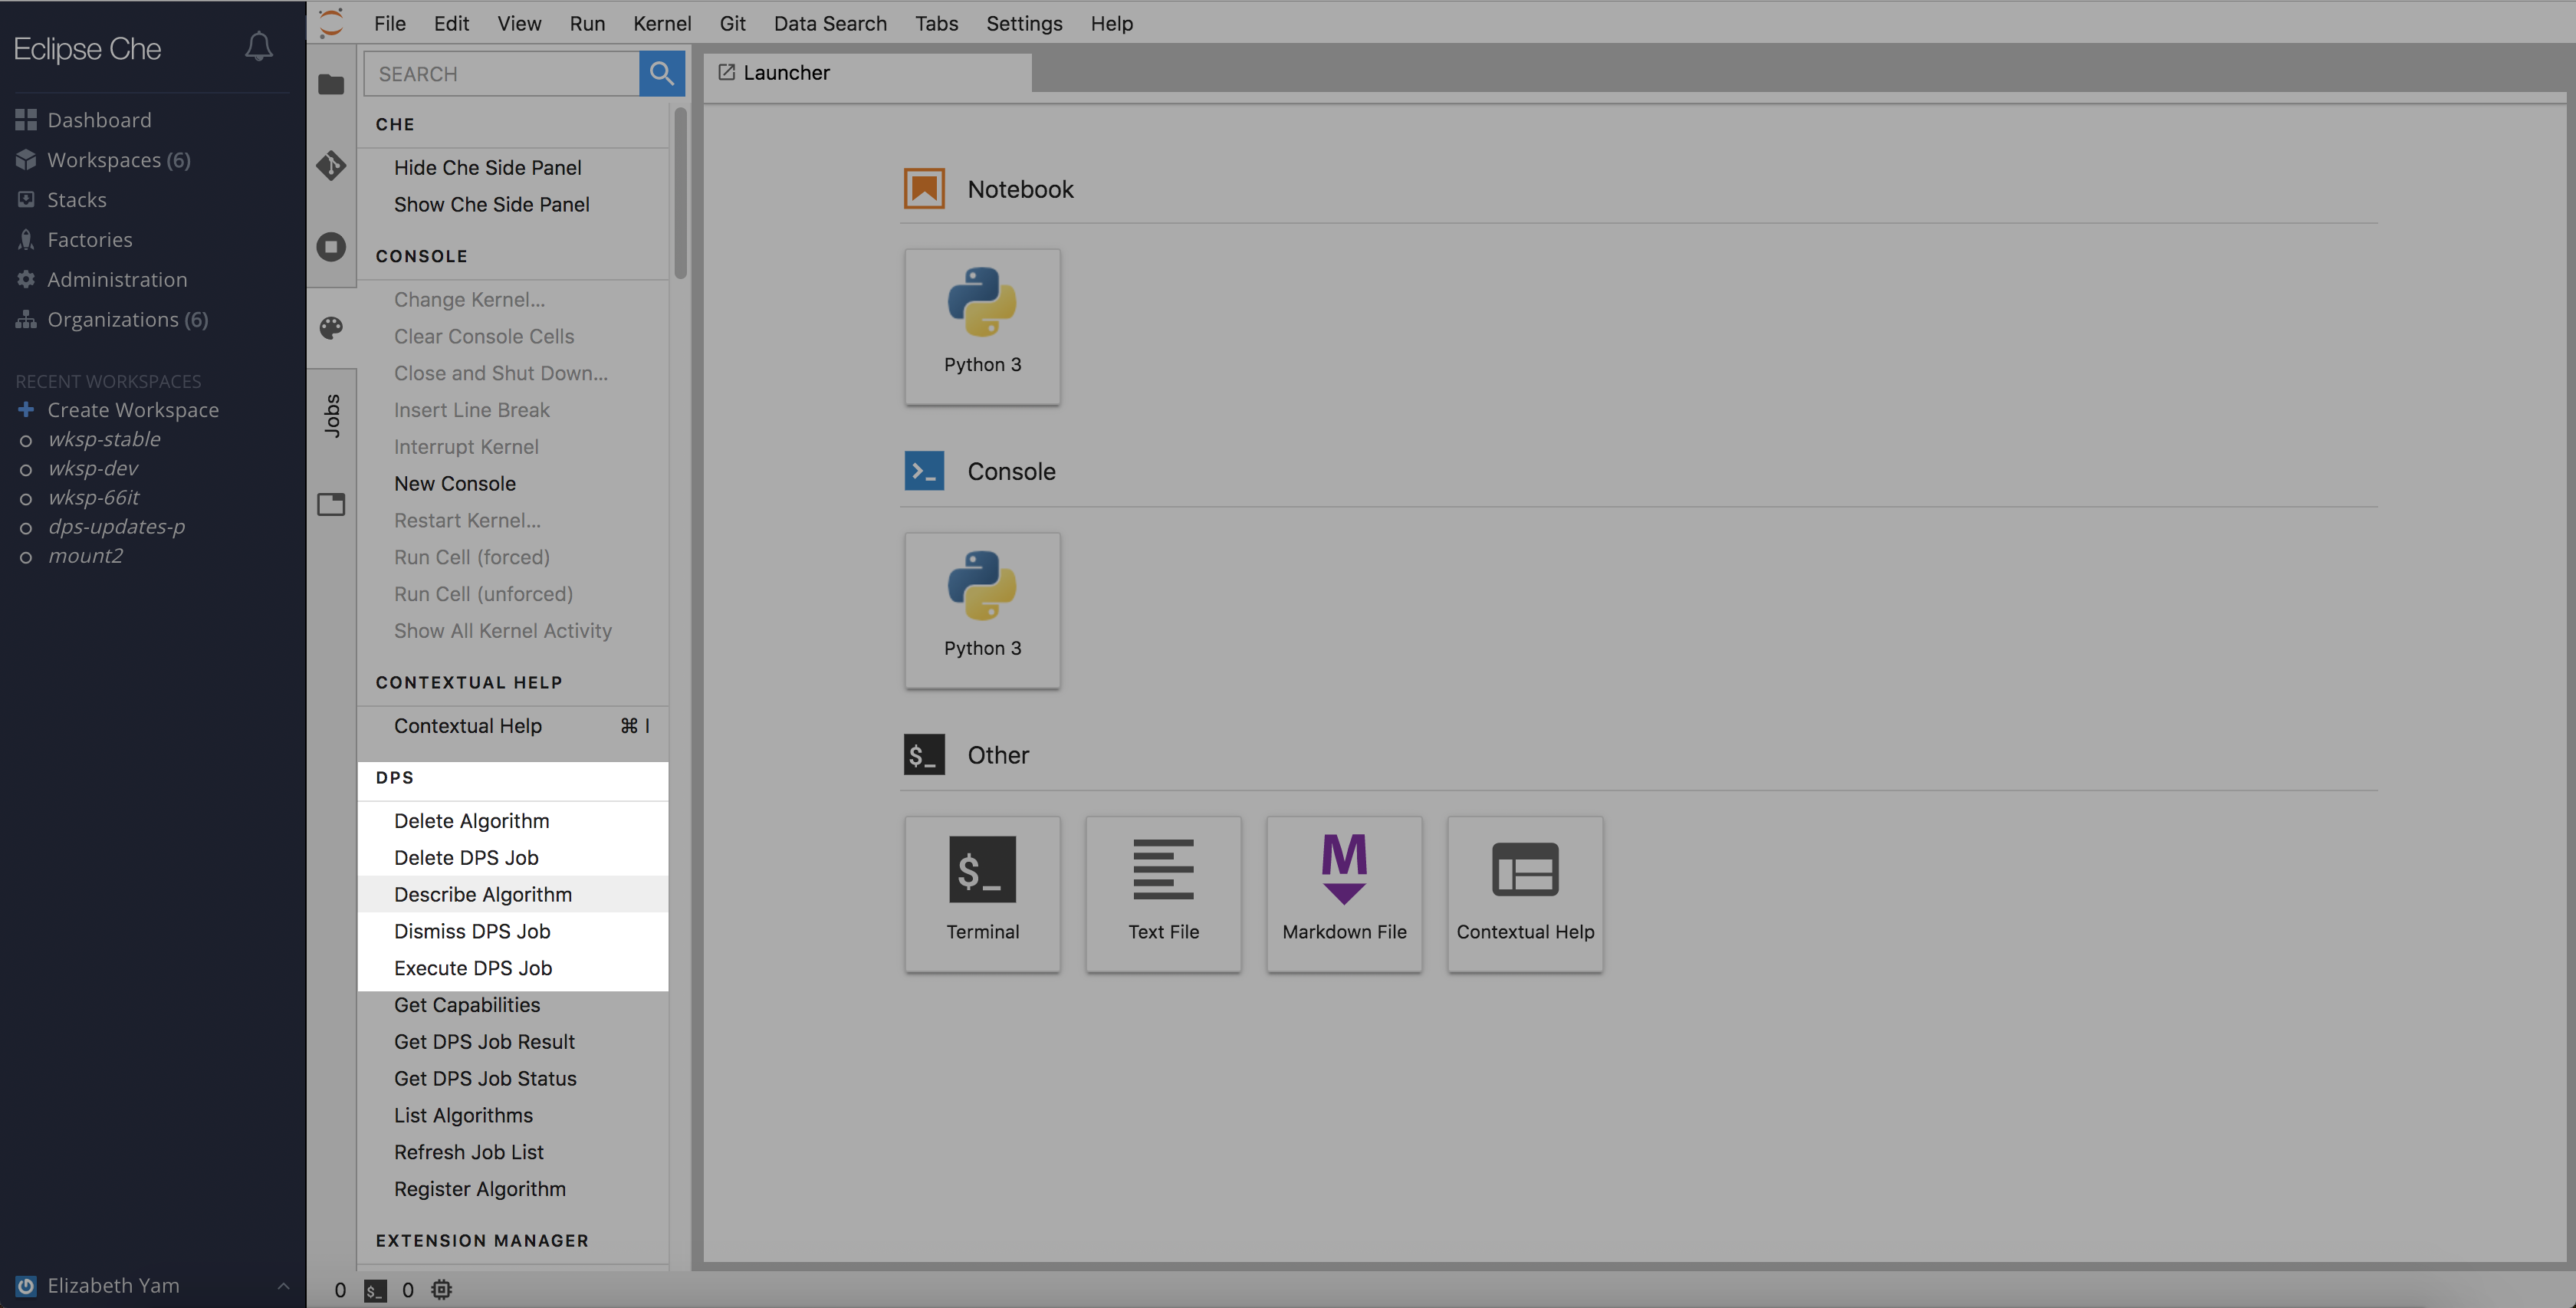 Eclipse Che
Dashboard
Workspaces (6)
Stacks
Factories
Administration
Organizations (6)
RECENT WORKSPACES
Create Workspace
wksp-stable
wksp-dev
wksp-66it
dps-updates-p
mount2
Elizabeth Yam
File Edit View Run Kernel Git Data Search Tabs Settings Help
Jobs
SEARCH
CHE
Hide Che Side Panel
Show Che Side Panel
CONSOLE
Change Kernel...
Clear Console Cells
Close and Shut Down...
Insert Line Break
Interrupt Kernel
New Console
Restart Kernel...
Run Cell (forced)
Run Cell (unforced)
Show All Kernel Activity
CONTEXTUAL HELP
Contextual Help ⌘ I
DPS
Delete Algorithm
Delete DPS Job
Describe Algorithm
Dismiss DPS Job
Execute DPS Job
Get Capabilities
Get DPS Job Result
Get DPS Job Status
List Algorithms
Refresh Job List
Register Algorithm
EXTENSION MANAGER
Launcher
Notebook
Python 3
>_ Console
Python 3
$_ Other
$_
Terminal
Text File
M
Markdown File
Contextual Help
0 $_ 0